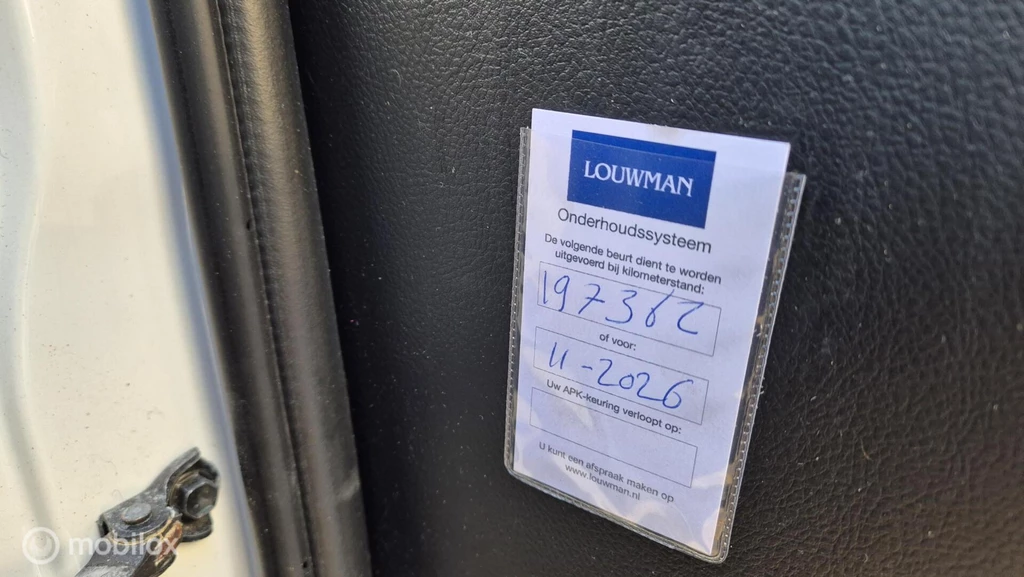 LOUWMAN
Onderhoudssysteem
De volgende beurt dient te worden
uitgevoerd bij kilometerstand:
197382
of voor:
11-2026
Uw APK-keuring verloopt op:
U kunt een afspraak maken op
www.louwman.nl
mobilox